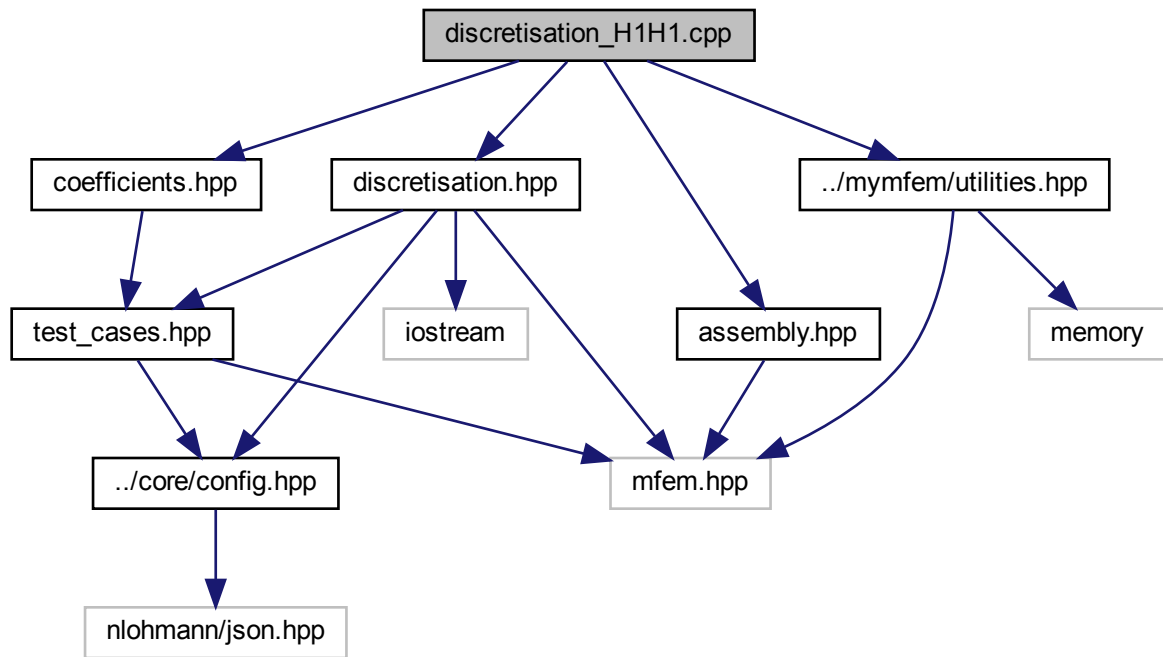 discretisation_H1H1.cpp
coefficients.hpp
discretisation.hpp
../mymfem/utilities.hpp
test_cases.hpp
iostream
assembly.hpp
memory
../core/config.hpp
mfem.hpp
nlohmann/json.hpp